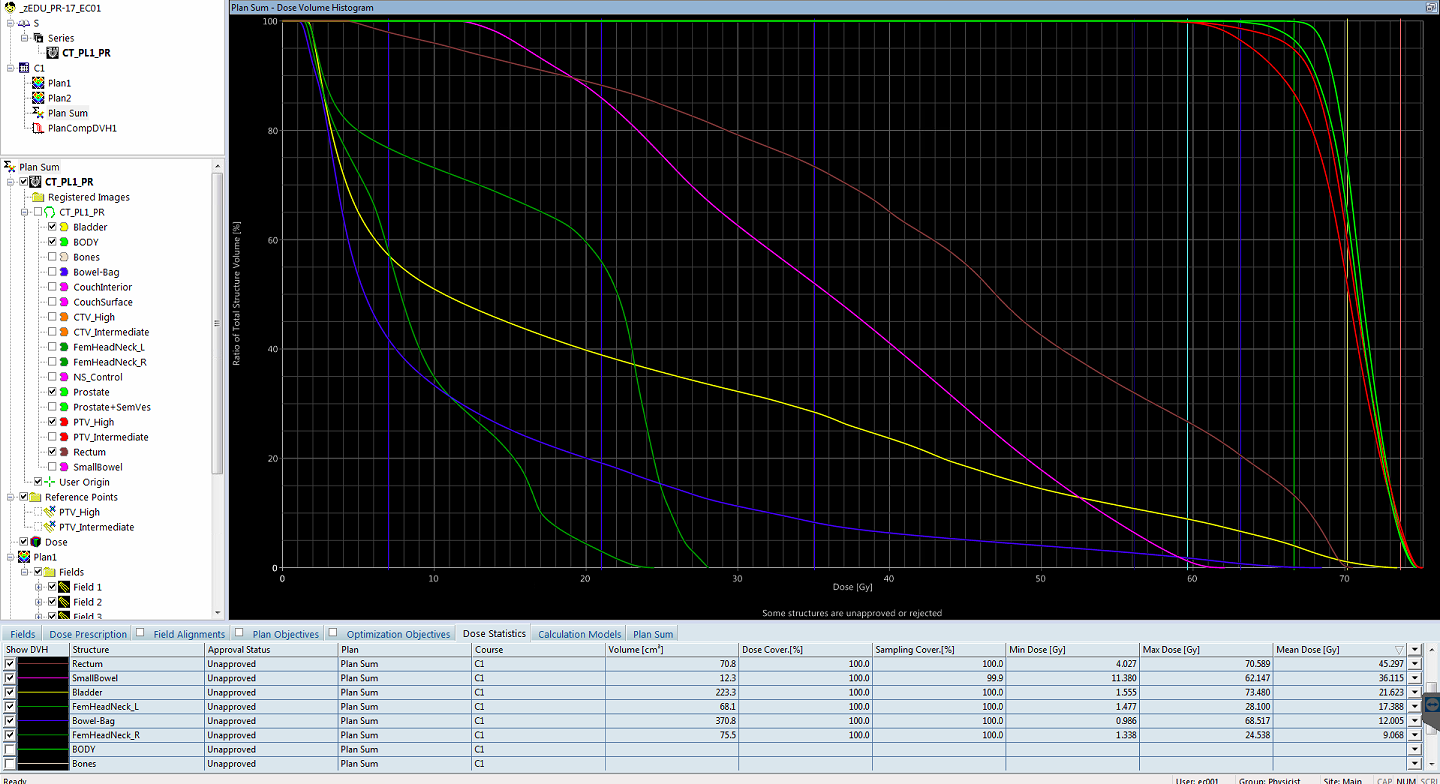 _zEDU_PR-17_EC01
S
Series
CT_PL1_PR
C1
Plan1
Plan2
Plan Sum
PlanCompDVH1
Plan Sum
CT_PL1_PR
Registered Images
CT_PL1_PR
Bladder
BODY
Bones
Bowel-Bag
CouchInterior
CouchSurface
CTV_High
CTV_Intermediate
FemHeadNeck_L
FemHeadNeck_R
NS_Control
Prostate
Prostate+SemVes
PTV_High
PTV_Intermediate
Rectum
SmallBowel
User Origin
Reference Points
PTV_High
PTV_Intermediate
Dose
Plan1
Fields
Field 1
Field 2
Field 3
Plan Sum - Dose Volume Histogram
100
80
60
40
20
0
Ratio of Total Structure Volume [%]
0 10 20 30 40 50 60 70
Dose [Gy]
Some structures are unapproved or rejected
Fields Dose Prescription Field Alignments Plan Objectives Optimization Objectives Dose Statistics Calculation Models Plan Sum
Show DVH Structure Approval Status Plan Course Volume [cm³] Dose Cover.[%] Sampling Cover.[%] Min Dose [Gy] Max Dose [Gy] Mean Dose [Gy]
Rectum Unapproved Plan Sum C1 70.8 100.0 100.0 4.027 70.589 45.297
SmallBowel Unapproved Plan Sum C1 12.3 100.0 99.9 11.380 62.147 36.115
Bladder Unapproved Plan Sum C1 223.3 100.0 100.0 1.555 73.480 21.623
FemHeadNeck_L Unapproved Plan Sum C1 68.1 100.0 100.0 1.477 28.100 17.388
Bowel-Bag Unapproved Plan Sum C1 370.8 100.0 100.0 0.986 68.517 12.005
FemHeadNeck_R Unapproved Plan Sum C1 75.5 100.0 100.0 1.338 24.538 9.068
BODY Unapproved Plan Sum C1
Bones Unapproved Plan Sum C1
Ready User: ec001 Group: Physicist Site: Main CAP NUM SCRL